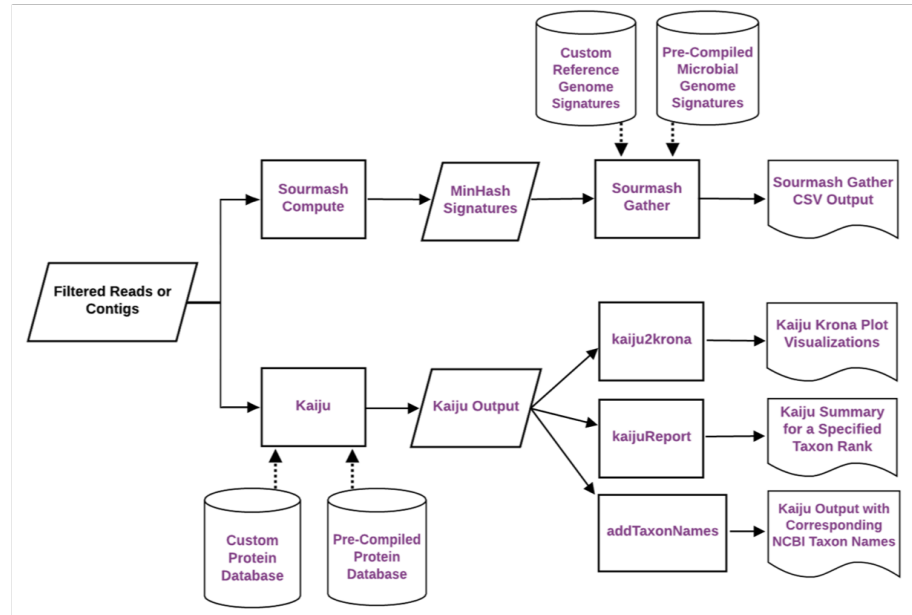 Custom
Reference
Genome
Signatures
Pre-Compiled
Microbial
Genome
Signatures
Sourmash
Compute
MinHash
Signatures
Sourmash
Gather
Sourmash Gather
CSV Output
Filtered Reads or
Contigs
kaiju2krona
Kaiju Krona Plot
Visualizations
Kaiju
Kaiju Output
kaijuReport
Kaiju Summary
for a Specified
Taxon Rank
addTaxonNames
Kaiju Output with
Corresponding
NCBI Taxon Names
Custom
Protein
Database
Pre-Compiled
Protein
Database